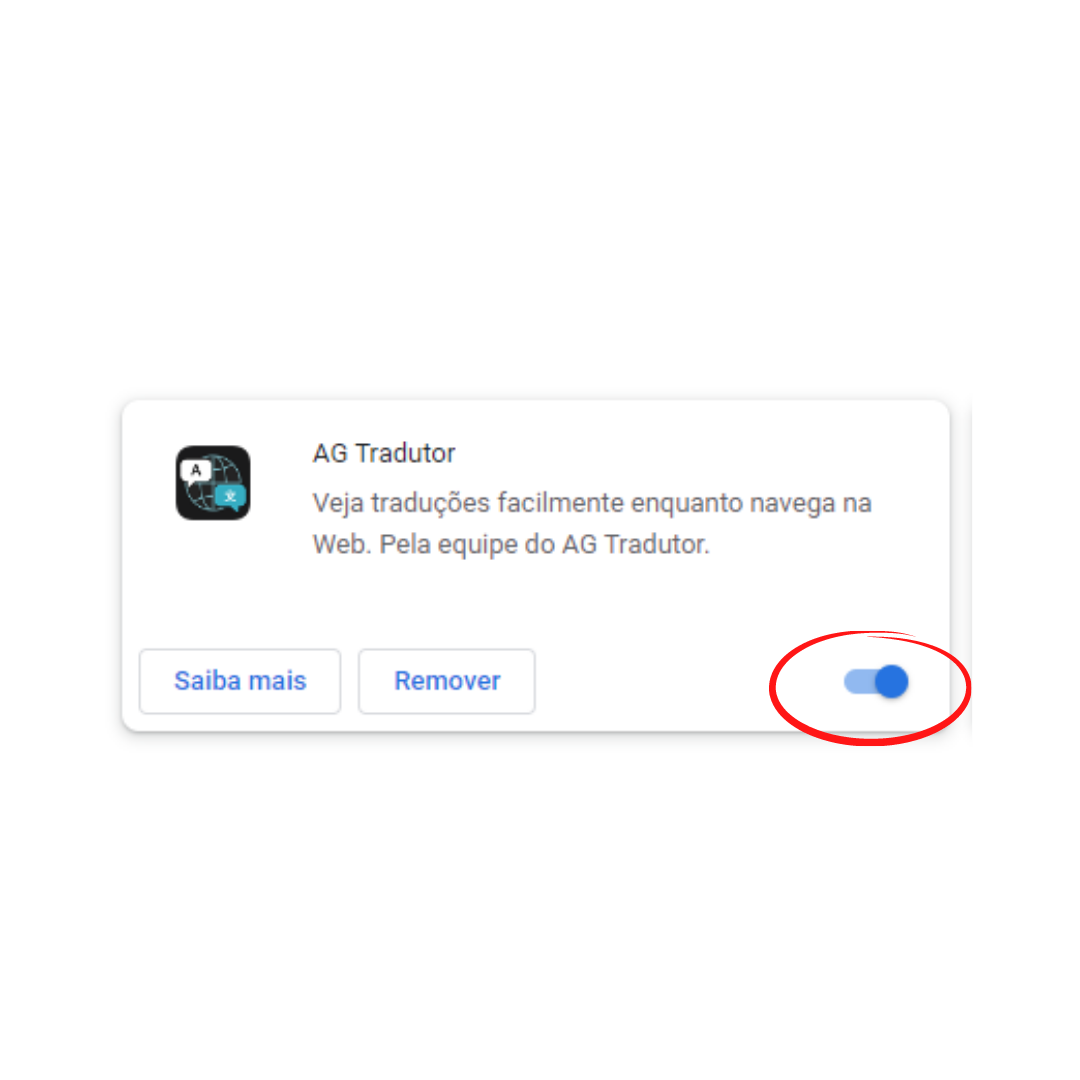 AG Tradutor
A
文
Veja traduções facilmente enquanto navega na
Web. Pela equipe do AG Tradutor.
Saiba mais
Remover